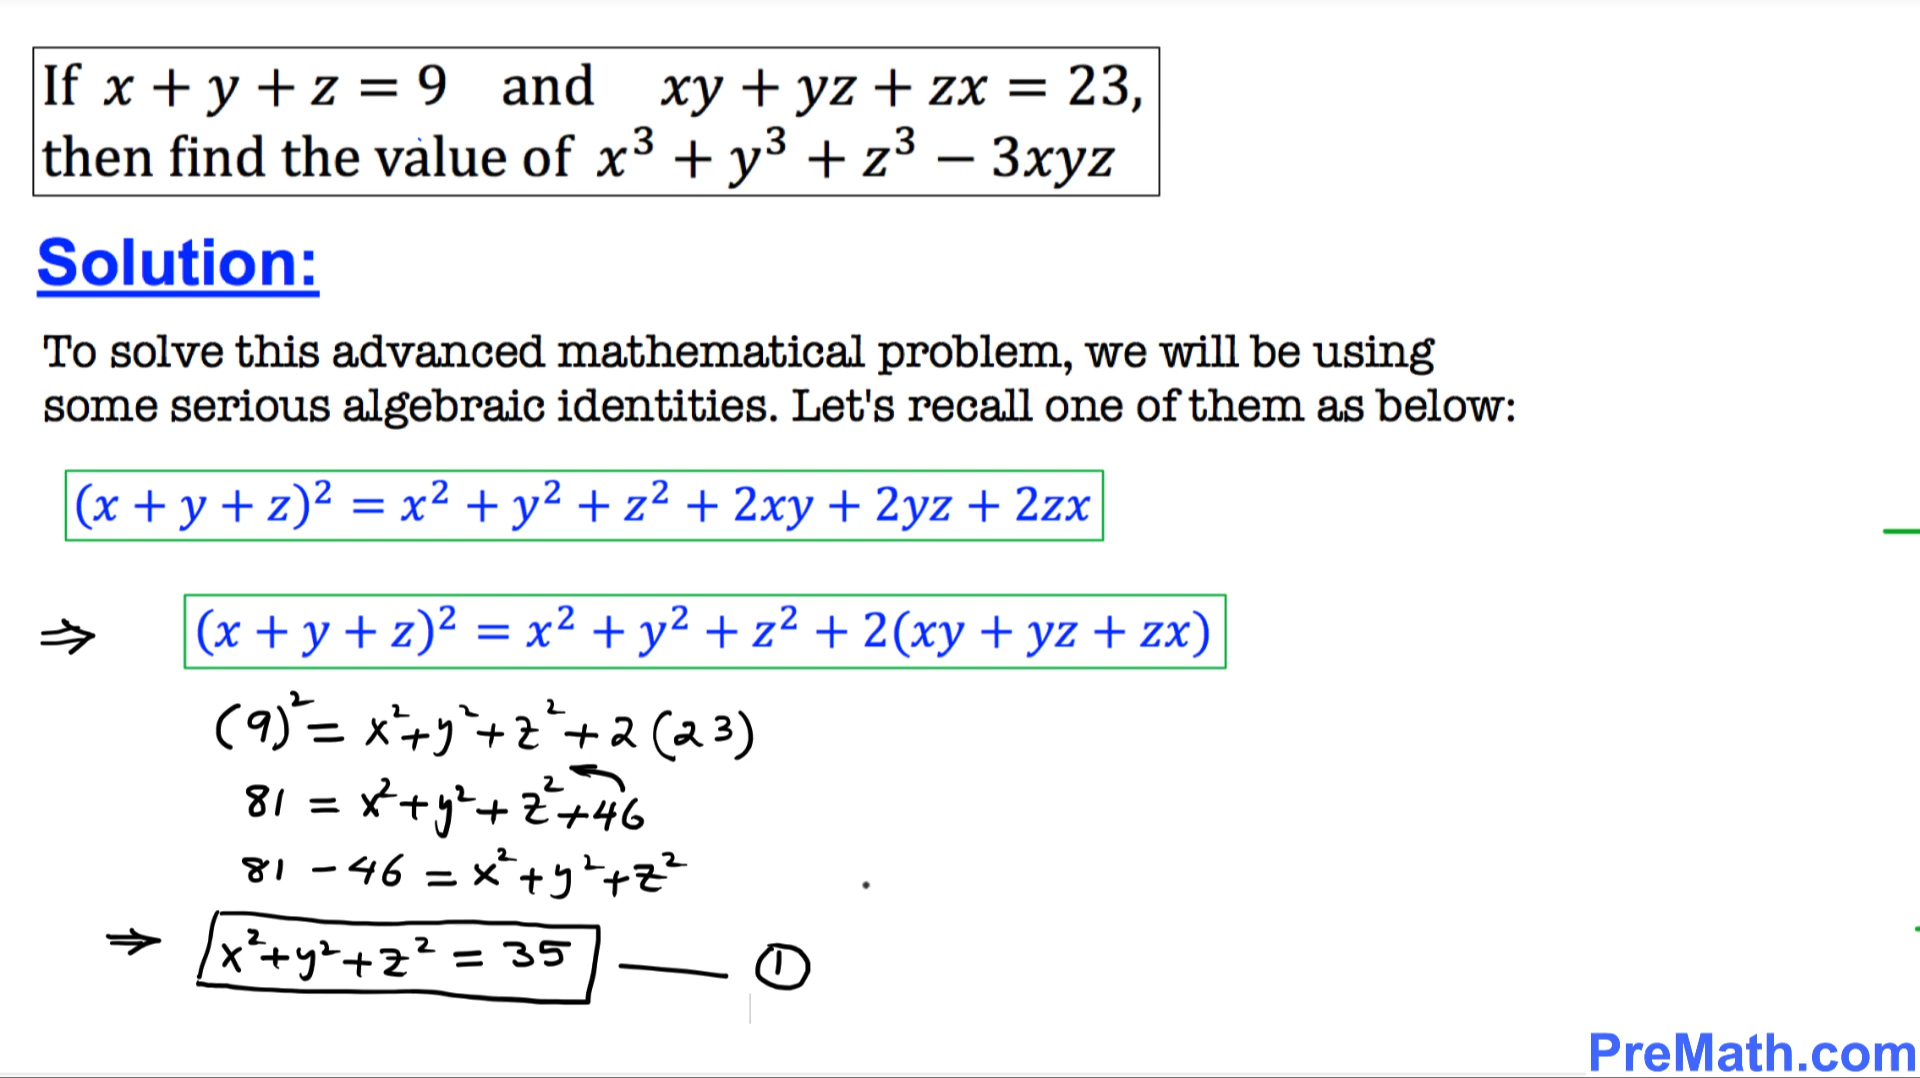 If x + y + z = 9 and xy + yz + zx = 23,
then find the value of x³ + y³ + z³ − 3xyz
Solution:
To solve this advanced mathematical problem, we will be using
some serious algebraic identities. Let's recall one of them as below:
(x + y + z)² = x² + y² + z² + 2xy + 2yz + 2zx
⇒ (x + y + z)² = x² + y² + z² + 2(xy + yz + zx)
(9)² = x² + y² + z² + 2(23)
81 = x² + y² + z² + 46
81 − 46 = x² + y² + z²
⇒ x² + y² + z² = 35 — ①
PreMath.com